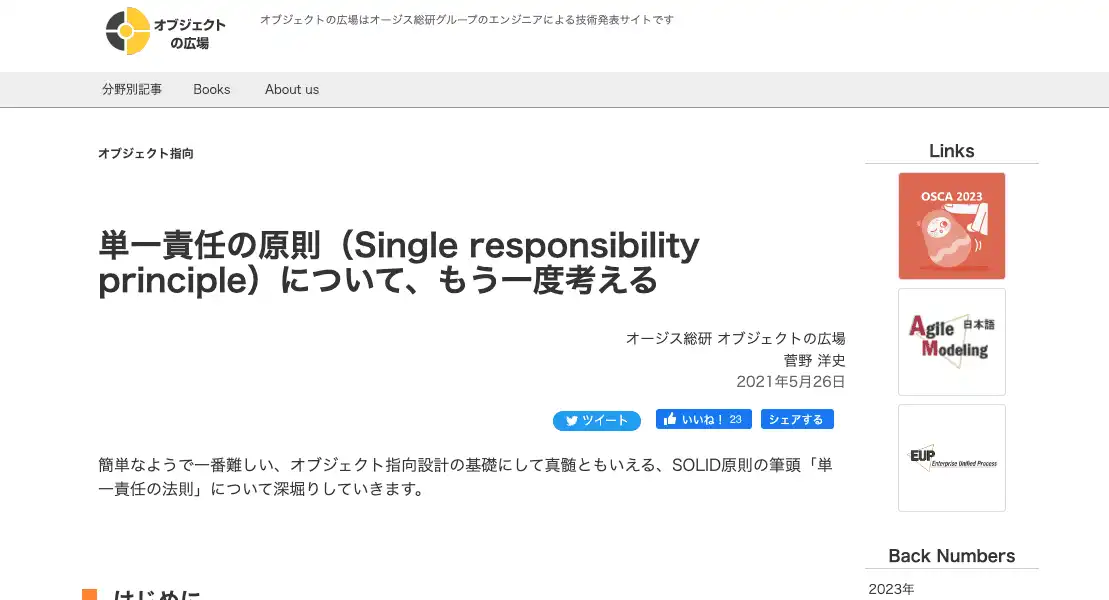 オブジェクト
の広場
オブジェクトの広場はオージス総研グループのエンジニアによる技術発表サイトです
分野別記事
Books
About us
オブジェクト指向
単一責任の原則（Single responsibility
principle）について、もう一度考える
オージス総研 オブジェクトの広場
菅野 洋史
2021年5月26日
ツイート
いいね！ 23
シェアする
簡単なようで一番難しい、オブジェクト指向設計の基礎にして真髄ともいえる、SOLID原則の筆頭「単
一責任の法則」について深堀りしていきます。
はじめに
Links
OSCA 2023
Agile 日本語
Modeling
EUP Enterprise Unified Process
Back Numbers
2023年